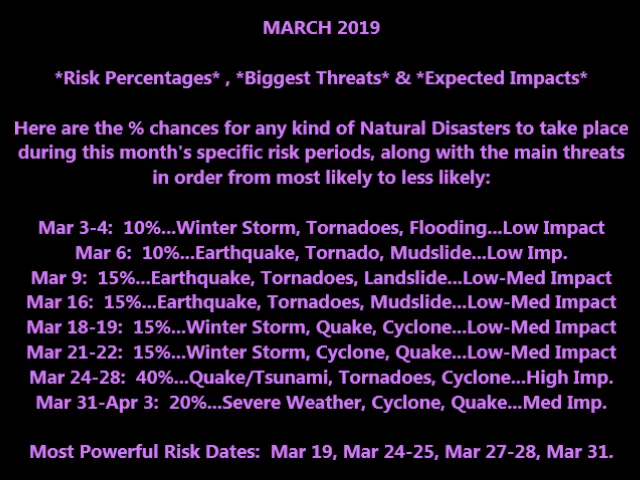 MARCH 2019
*Risk Percentages* , *Biggest Threats* & *Expected Impacts*
Here are the % chances for any kind of Natural Disasters to take place
during this month's specific risk periods, along with the main threats
in order from most likely to less likely:
Mar 3-4:  10%...Winter Storm, Tornadoes, Flooding...Low Impact
Mar 6:  10%...Earthquake, Tornado, Mudslide...Low Imp.
Mar 9:  15%...Earthquake, Tornadoes, Landslide...Low-Med Impact
Mar 16:  15%...Earthquake, Tornadoes, Mudslide...Low-Med Impact
Mar 18-19:  15%...Winter Storm, Quake, Cyclone...Low-Med Impact
Mar 21-22:  15%...Winter Storm, Cyclone, Quake...Low-Med Impact
Mar 24-28:  40%...Quake/Tsunami, Tornadoes, Cyclone...High Imp.
Mar 31-Apr 3:  20%...Severe Weather, Cyclone, Quake...Med Imp.
Most Powerful Risk Dates:  Mar 19, Mar 24-25, Mar 27-28, Mar 31.